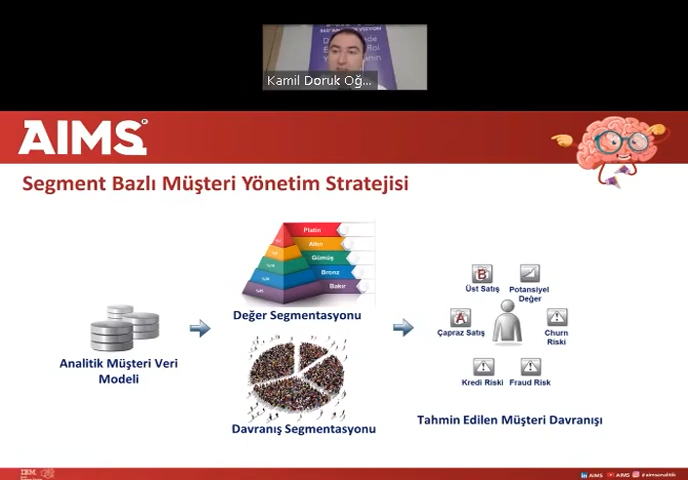 Kamil Doruk Oğ...
AIMS
Segment Bazlı Müşteri Yönetim Stratejisi
Platin
Altın
Gümüş
Bronz
Bakır
Değer Segmentasyonu
Analitik Müşteri Veri
Modeli
Davranış Segmentasyonu
B
Üst Satış
Potansiyel
Değer
A
Çapraz Satış
Churn
Riski
Kredi Riski
Fraud Risk
Tahmin Edilen Müşteri Davranışı
IBM
in AIMS
AIMS
# aimsanalitik